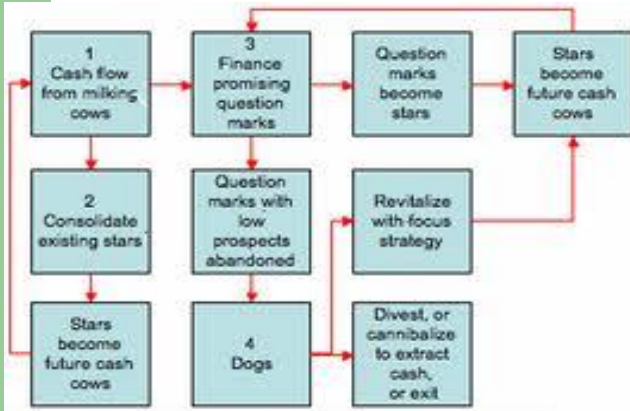 1
Cash flow
from milking
cows
3
Finance
promising
question
marks
Question
marks
become
stars
Stars
become
future cash
cows
2
Consolidate
existing stars
Question
marks with
low
prospects
abandoned
Revitalize
with focus
strategy
Stars
become
future cash
cows
4
Dogs
Divest, or
cannibalize
to extract
cash,
or exit